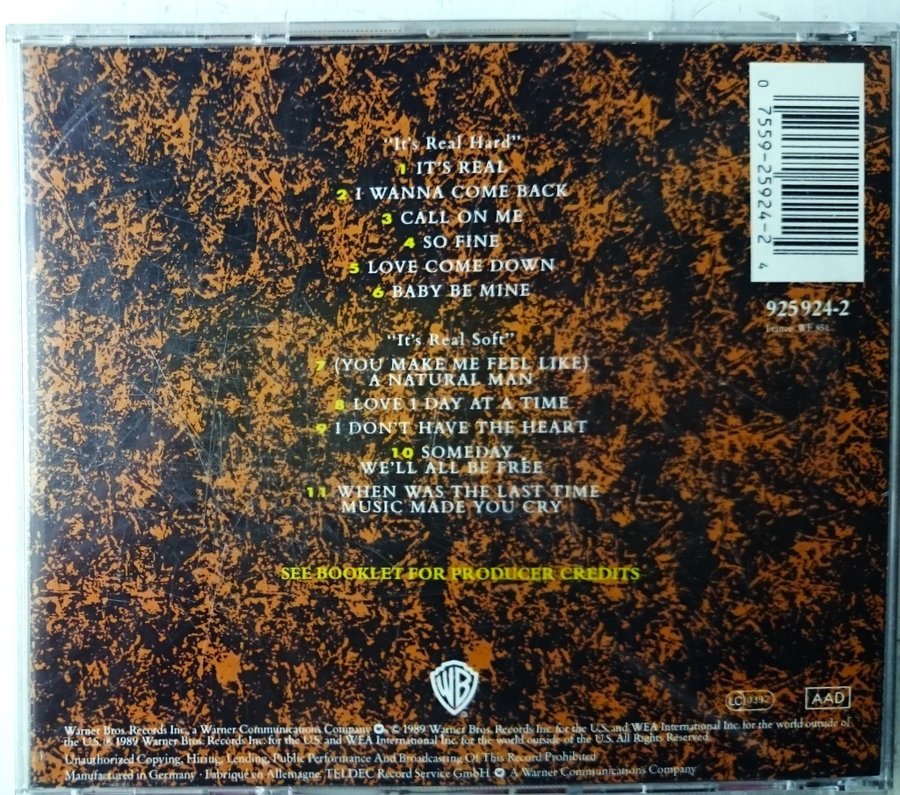 "It's Real Hard"
1 IT'S REAL
2 I WANNA COME BACK
3 CALL ON ME
4 SO FINE
5 LOVE COME DOWN
6 BABY BE MINE
"It's Real Soft"
7 (YOU MAKE ME FEEL LIKE)
A NATURAL MAN
8 LOVE 1 DAY AT A TIME
9 I DON'T HAVE THE HEART
10 SOMEDAY
WE'LL ALL BE FREE
11 WHEN WAS THE LAST TIME
MUSIC MADE YOU CRY
SEE BOOKLET FOR PRODUCER CREDITS
0 7559-25924-2 4
925 924-2
France: WE 851
WB
LC 0392
AAD
Warner Bros. Records Inc., a Warner Communications Company. © 1989 Warner Bros. Records Inc. for the U.S. and WEA International Inc. for the world outside of
the U.S. ℗ 1989 Warner Bros. Records Inc. for the U.S. and WEA International Inc. for the world outside of the U.S. All Rights Reserved.
Unauthorized Copying, Hiring, Lending, Public Performance And Broadcasting Of This Record Prohibited
Manufactured in Germany · Fabriqué en Allemagne. TELDEC Record Service GmbH · A Warner Communications Company